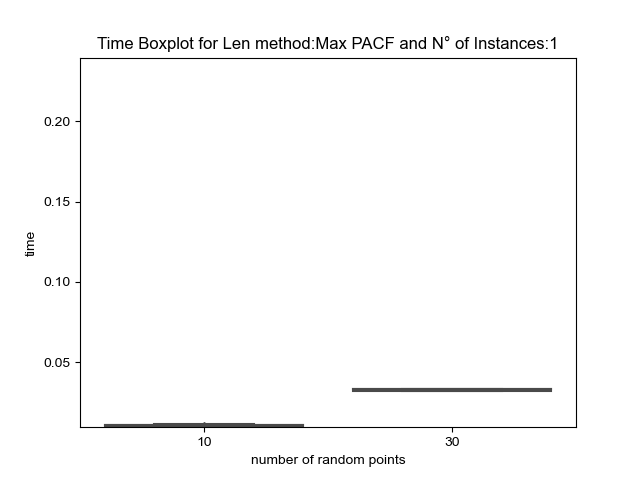 Time Boxplot for Len method:Max PACF and N° of Instances:1
0.20
0.15
0.10
0.05
time
10
30
number of random points